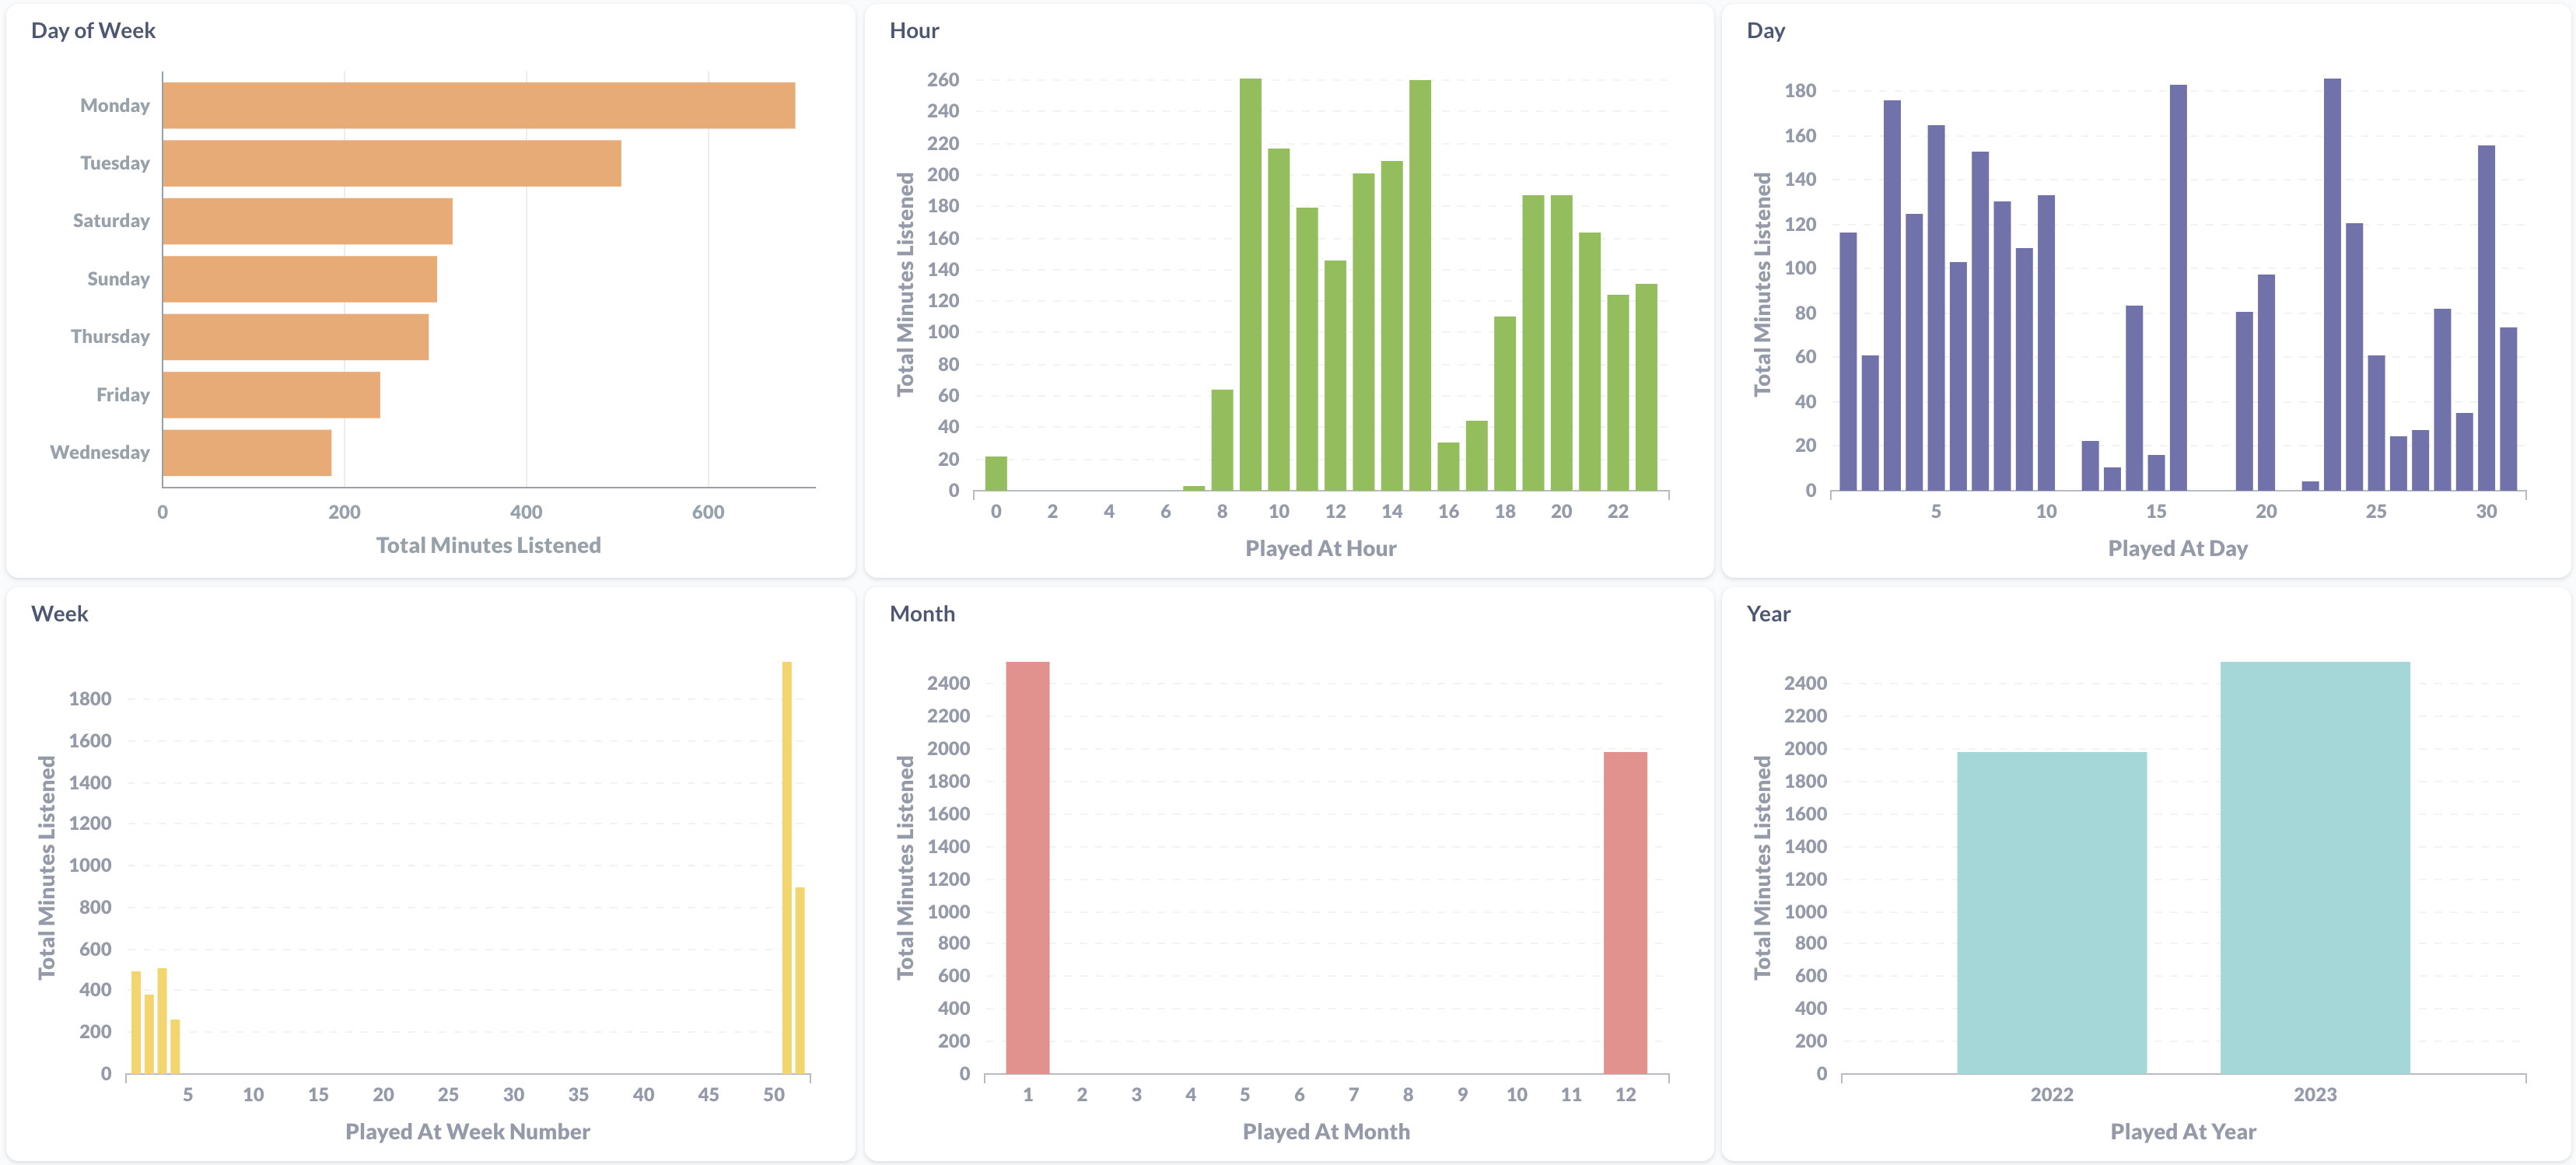 Day of Week
Monday
Tuesday
Saturday
Sunday
Thursday
Friday
Wednesday
0 200 400 600
Total Minutes Listened
Hour
Total Minutes Listened
260
240
220
200
180
160
140
120
100
80
60
40
20
0
0 2 4 6 8 10 12 14 16 18 20 22
Played At Hour
Day
Total Minutes Listened
180
160
140
120
100
80
60
40
20
0
5 10 15 20 25 30
Played At Day
Week
Total Minutes Listened
1800
1600
1400
1200
1000
800
600
400
200
0
5 10 15 20 25 30 35 40 45 50
Played At Week Number
Month
Total Minutes Listened
2400
2200
2000
1800
1600
1400
1200
1000
800
600
400
200
0
1 2 3 4 5 6 7 8 9 10 11 12
Played At Month
Year
Total Minutes Listened
2400
2200
2000
1800
1600
1400
1200
1000
800
600
400
200
0
2022 2023
Played At Year